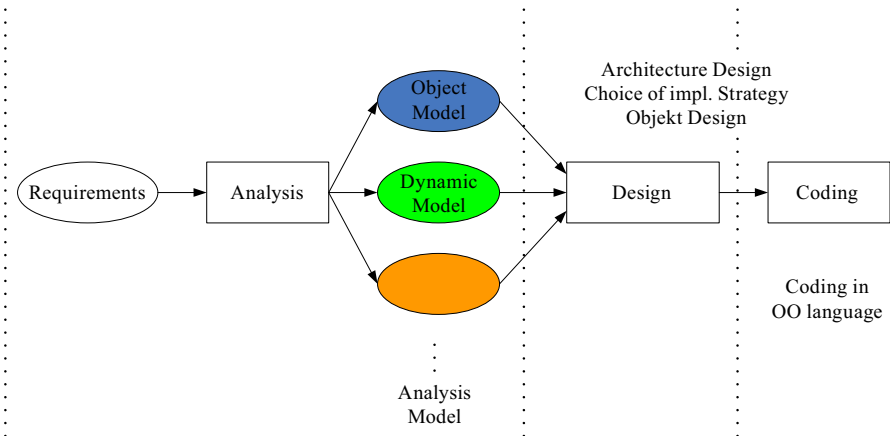 Architecture Design
Choice of impl. Strategy
Objekt Design
Object
Model
Requirements
Analysis
Dynamic
Model
Design
Coding
Coding in
OO language
Analysis
Model